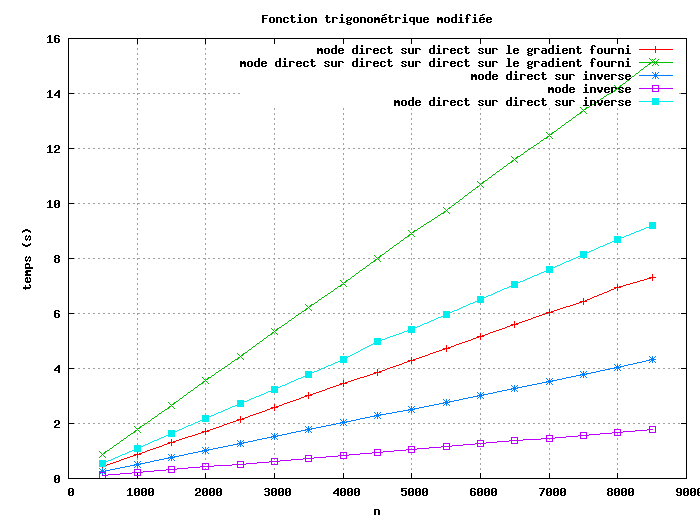 Fonction trigonométrique modifiée
16
14
12
10
8
6
4
2
0
mode direct sur direct sur le gradient fourni
mode direct sur direct sur direct sur le gradient fourni
mode direct sur inverse
mode inverse
mode direct sur direct sur inverse
temps (s)
0 1000 2000 3000 4000 5000 6000 7000 8000 9000
n